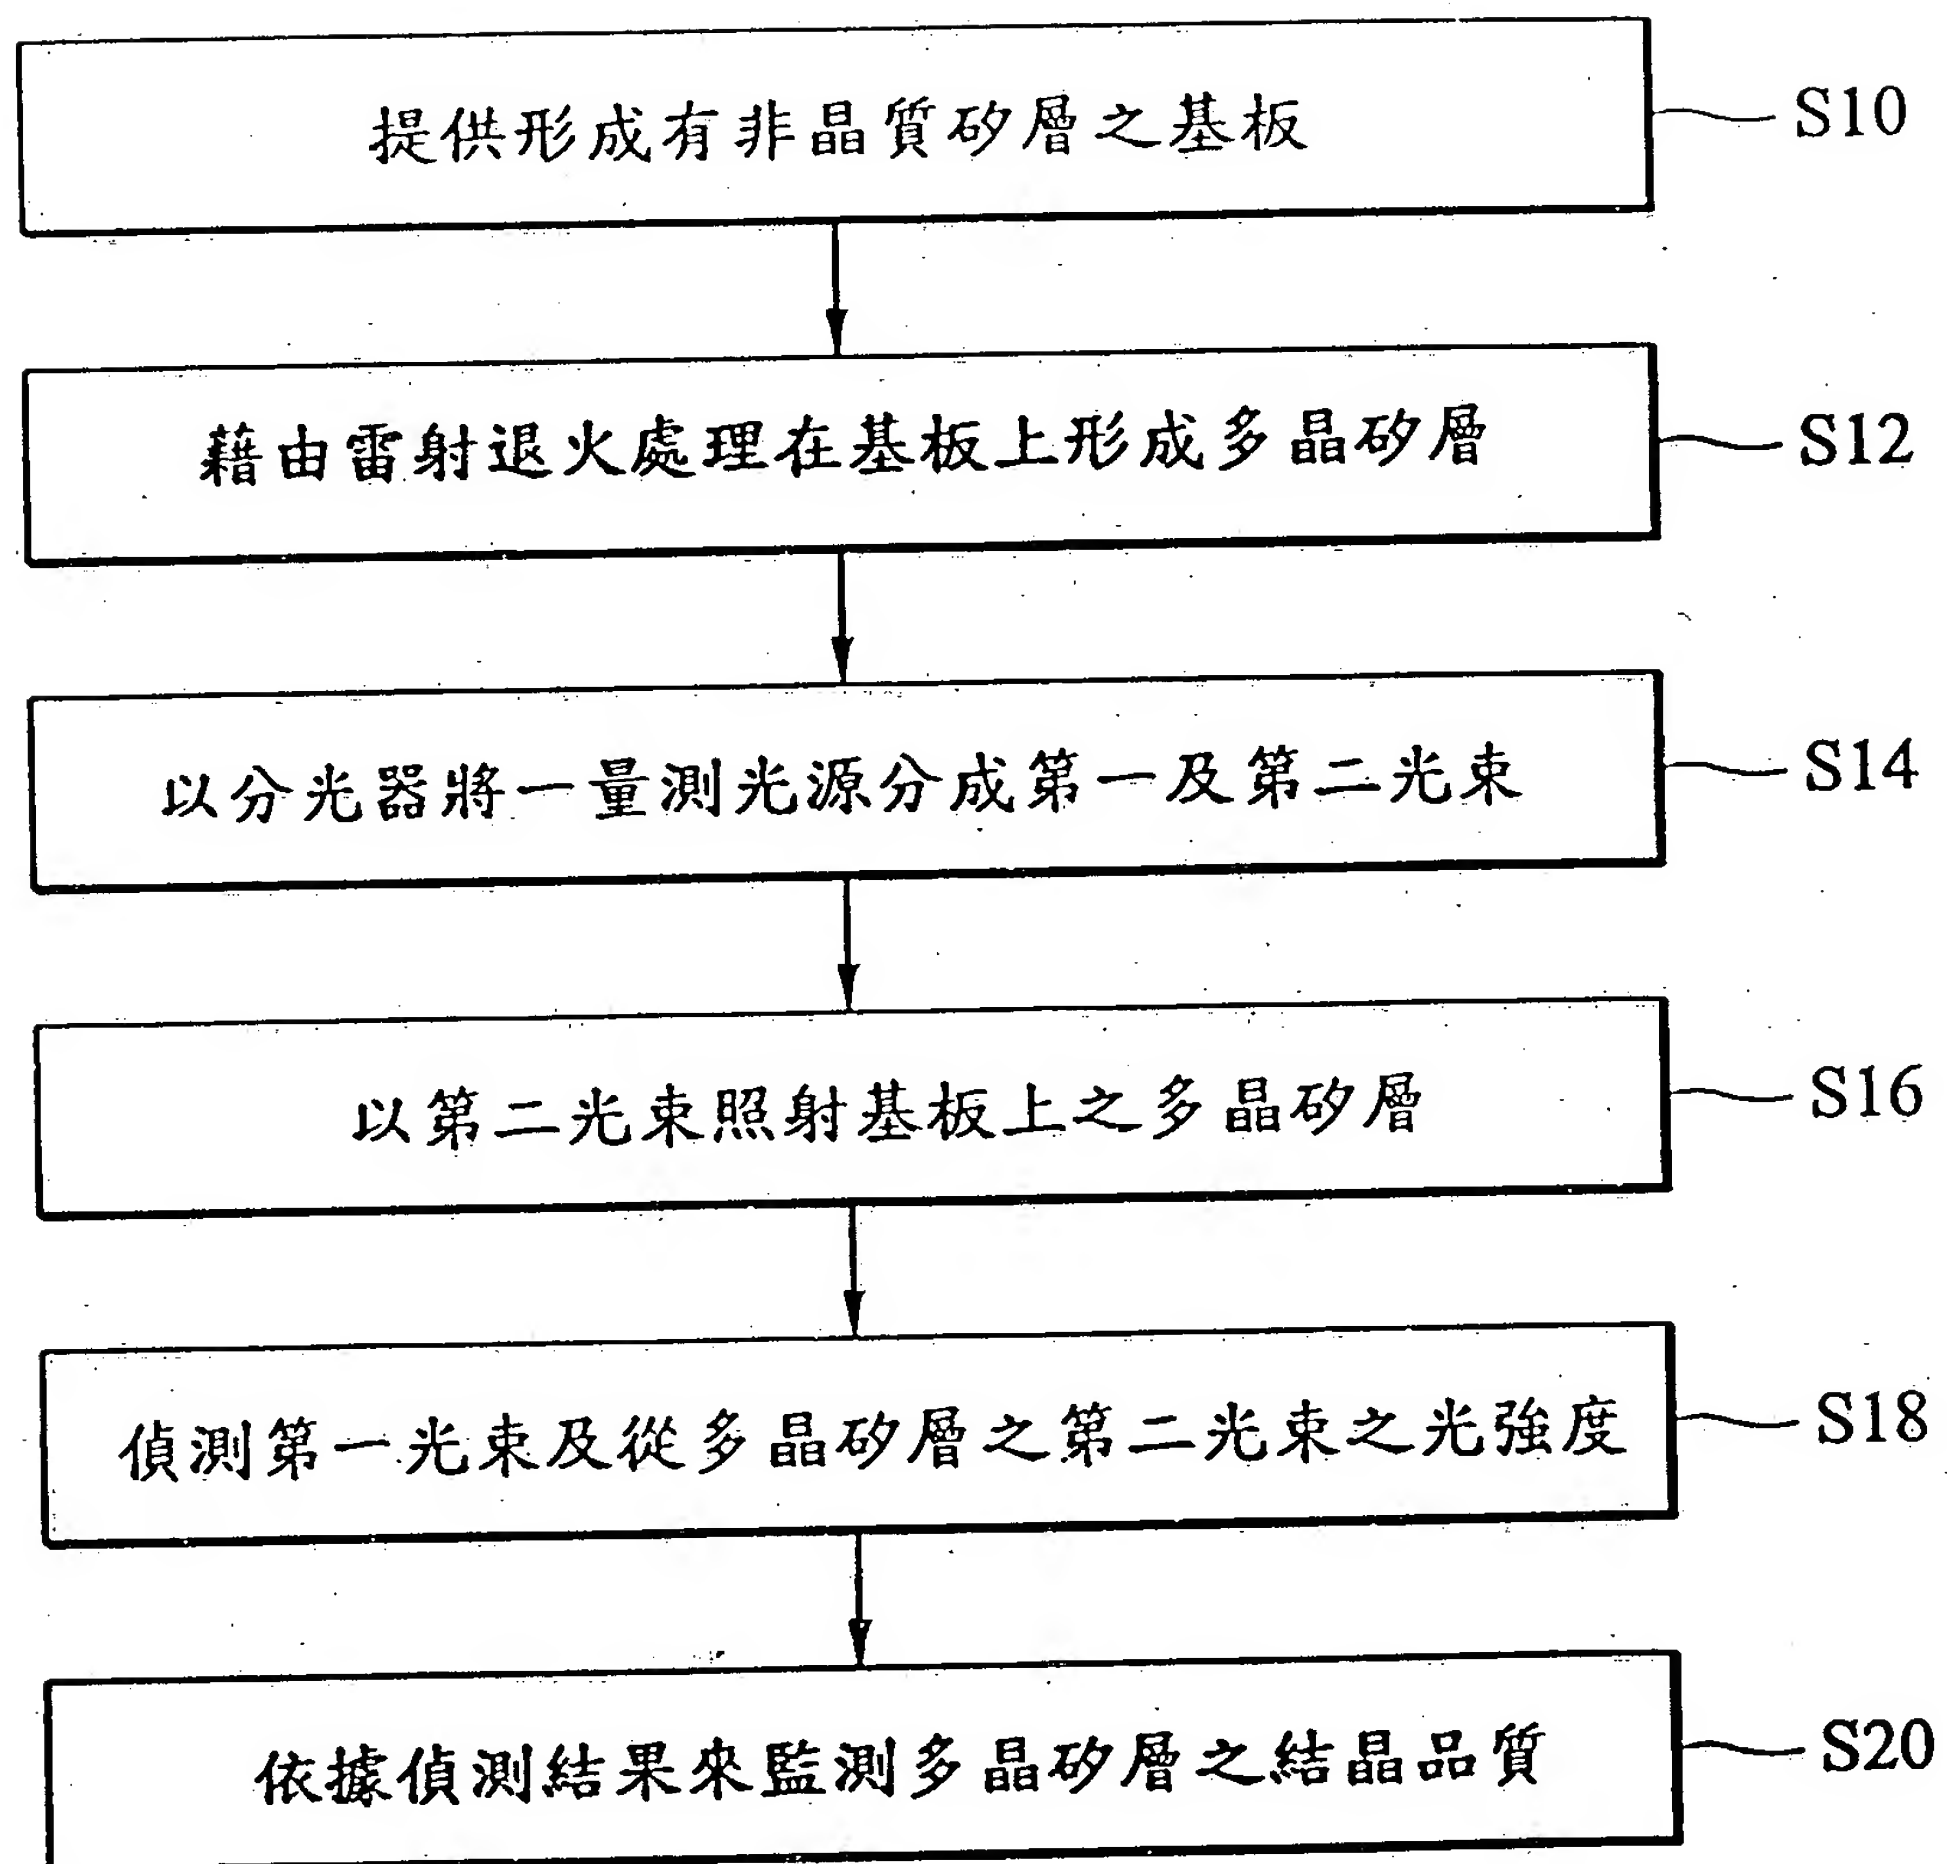 提供形成有非晶質矽層之基板 S10
藉由雷射退火處理在基板上形成多晶矽層 S12
以分光器將一量測光源分成第一及第二光束 S14
以第二光束照射基板上之多晶矽層 S16
偵測第一光束及從多晶矽層之第二光束之光強度 S18
依據偵測結果來監測多晶矽層之結晶品質 S20